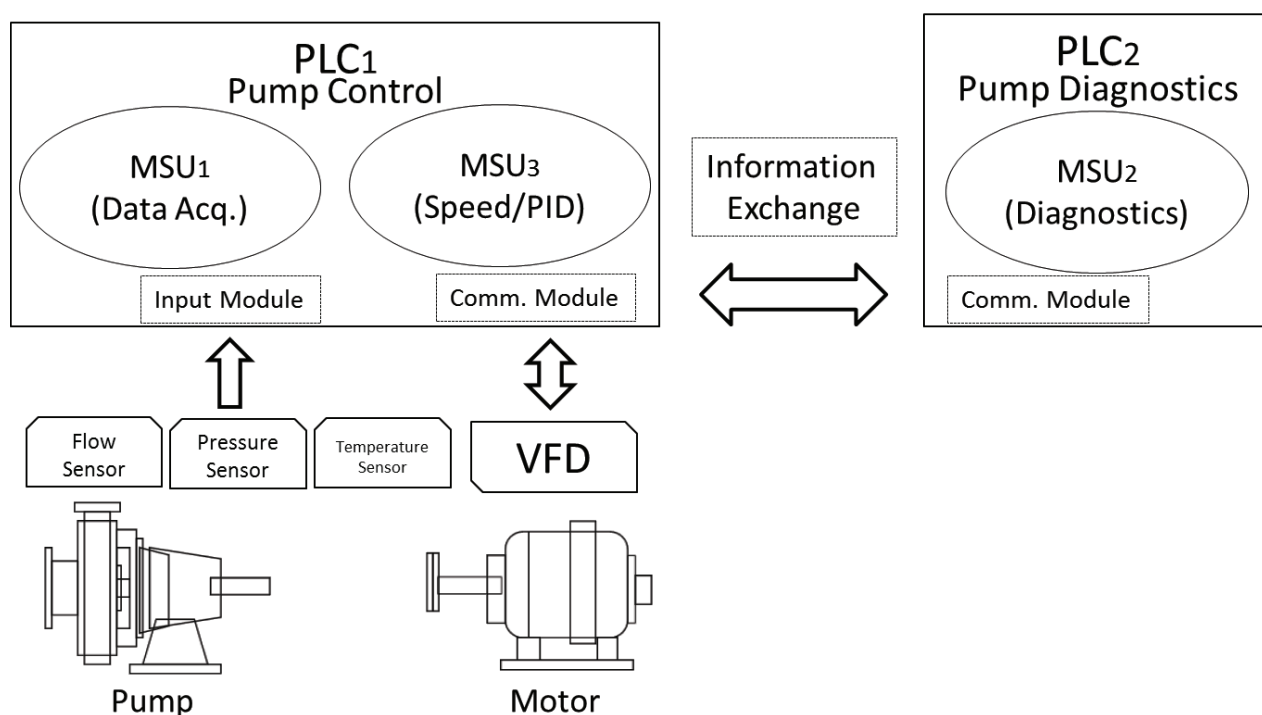 PLC1
Pump Control
MSU1
(Data Acq.)
MSU3
(Speed/PID)
Input Module
Comm. Module
Information
Exchange
PLC2
Pump Diagnostics
MSU2
(Diagnostics)
Comm. Module
Flow
Sensor
Pressure
Sensor
Temperature
Sensor
VFD
Pump
Motor